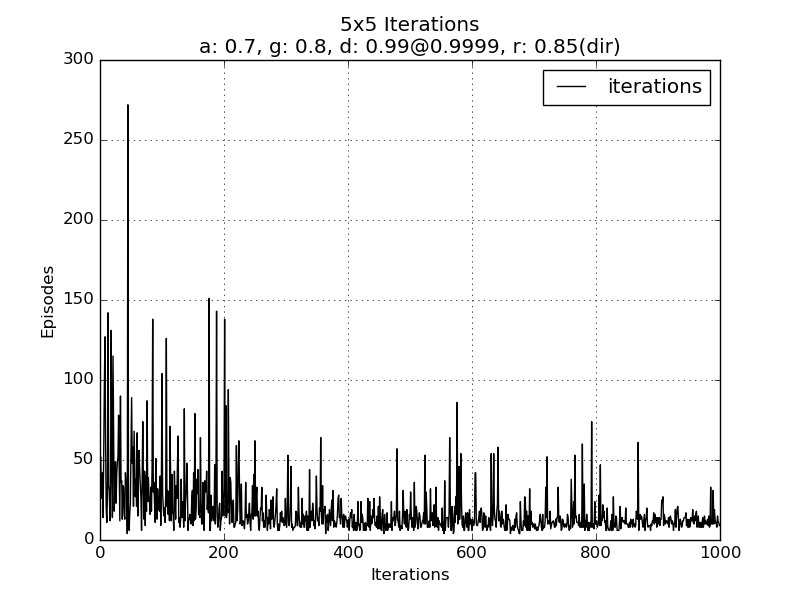 5x5 Iterations
a: 0.7, g: 0.8, d: 0.99@0.9999, r: 0.85(dir)
iterations
300
250
200
150
100
50
0
Episodes
0 200 400 600 800 1000
Iterations